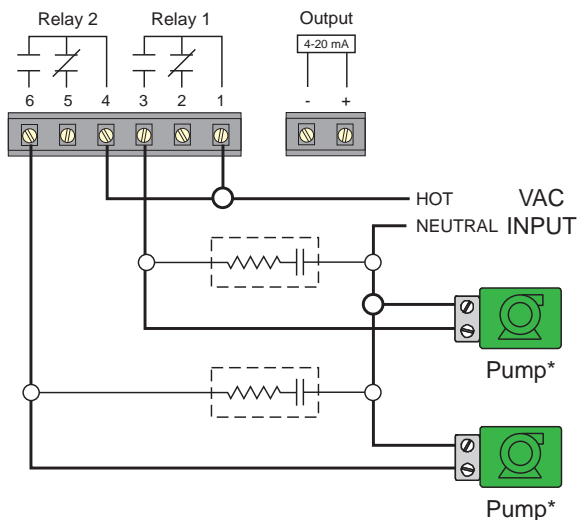 Relay 2 Relay 1 Output
4-20 mA
6 5 4 3 2 1 - +
HOT
NEUTRAL
VAC
INPUT
Pump*
Pump*